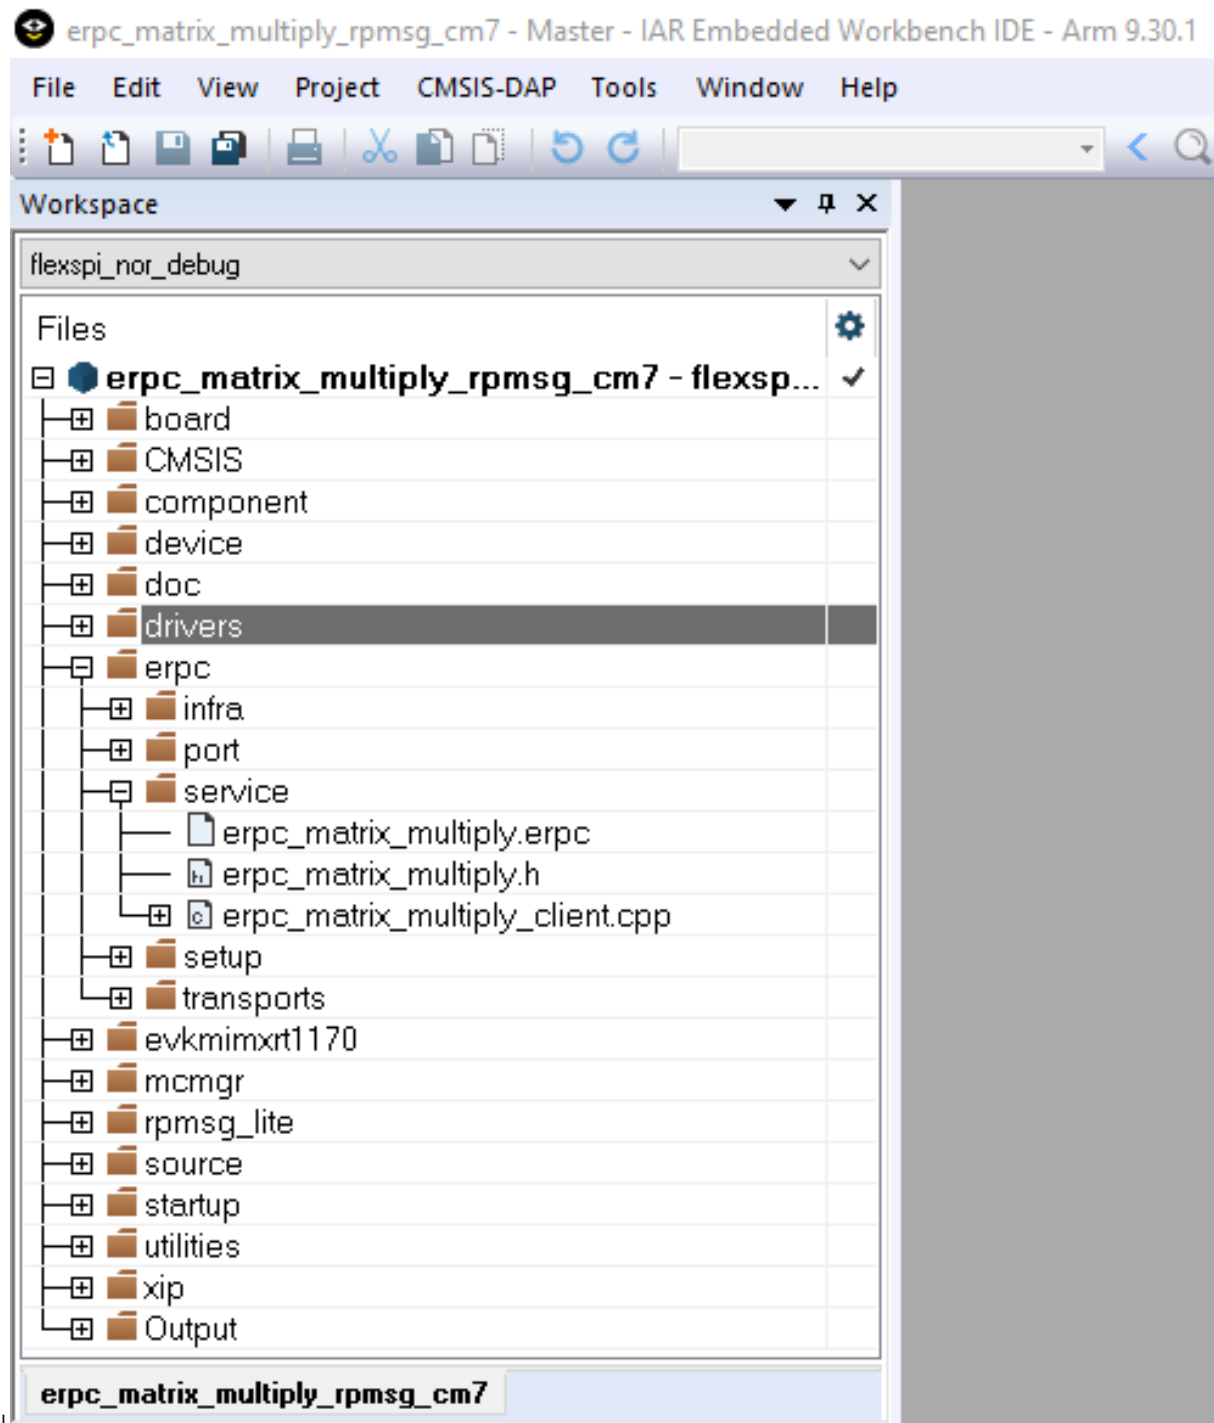 erpc_matrix_multiply_rpmsg_cm7 - Master - IAR Embedded Workbench IDE - Arm 9.30.1
File Edit View Project CMSIS-DAP Tools Window Help
Workspace
flexspi_nor_debug
Files
erpc_matrix_multiply_rpmsg_cm7 - flexsp...
board
CMSIS
component
device
doc
drivers
erpc
infra
port
service
erpc_matrix_multiply.erpc
erpc_matrix_multiply.h
erpc_matrix_multiply_client.cpp
setup
transports
evkmimxrt1170
mcmgr
rpmsg_lite
source
startup
utilities
xip
Output
erpc_matrix_multiply_rpmsg_cm7